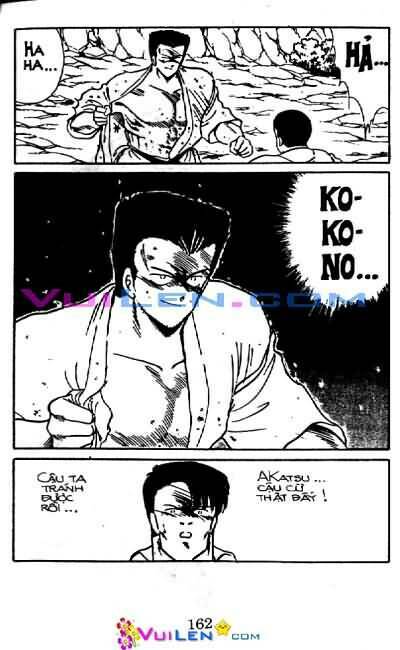 HA
HA...
HẢ...
KO-
KO-
NO...
VUILEN.COM
CẬU TA
TRÁNH
ĐƯỢC
RỒI...
AKATSU...
CẬU CỪ
THẬT ĐẤY!
162
VUILEN.COM